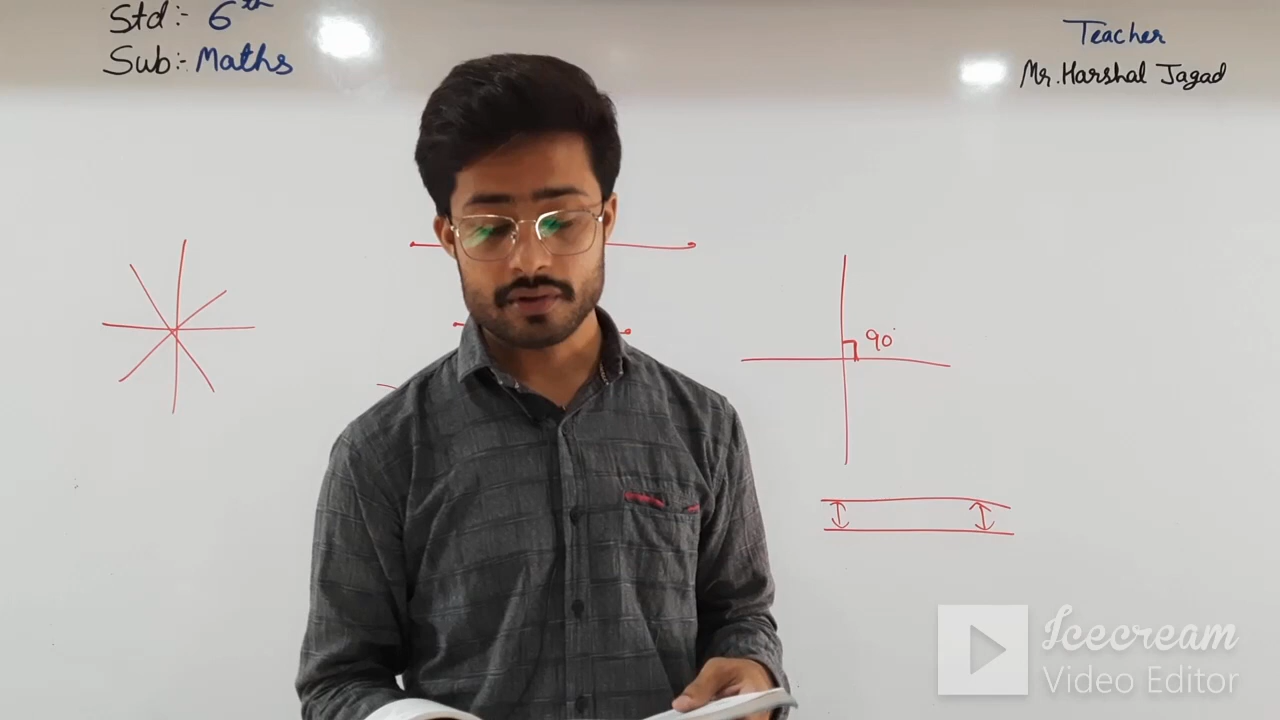 Std:- 6th
Sub:- Maths
Teacher
Mr. Harshal Jagad
90°
Icecream
Video Editor